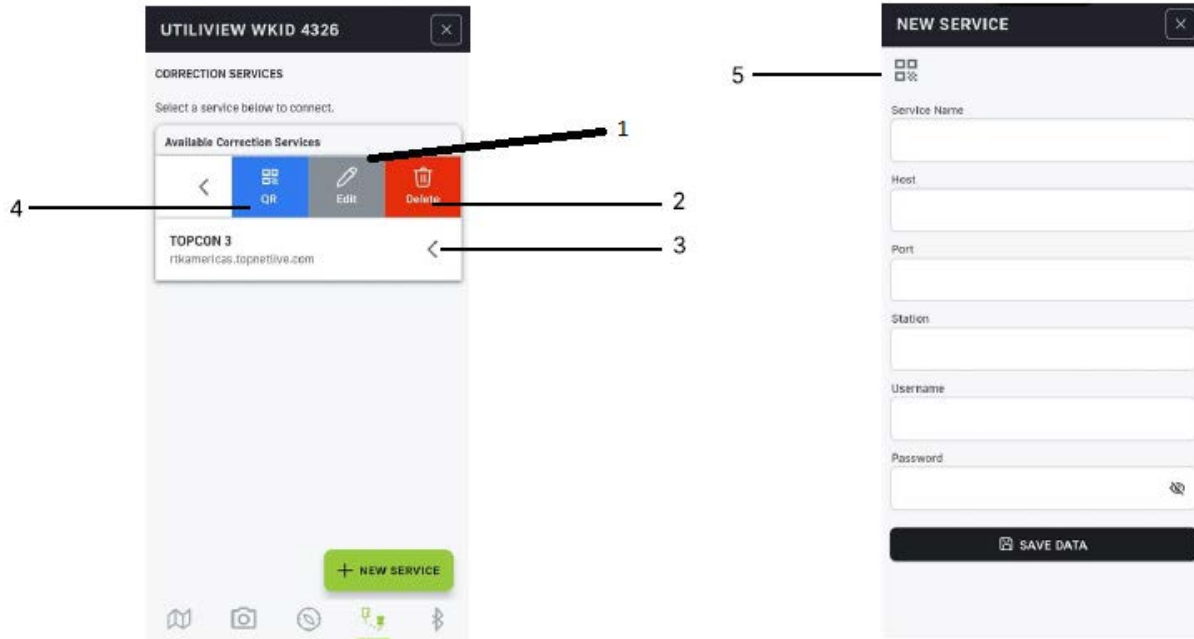 UTILIVIEW WKID 4326
CORRECTION SERVICES
Select a service below to connect.
Available Correction Services
QR
Edit
Delete
TOPCON 3
rtkamericas.topnetlive.com
+ NEW SERVICE
1
2
3
4
5
NEW SERVICE
Service Name
Host
Port
Station
Username
Password
SAVE DATA